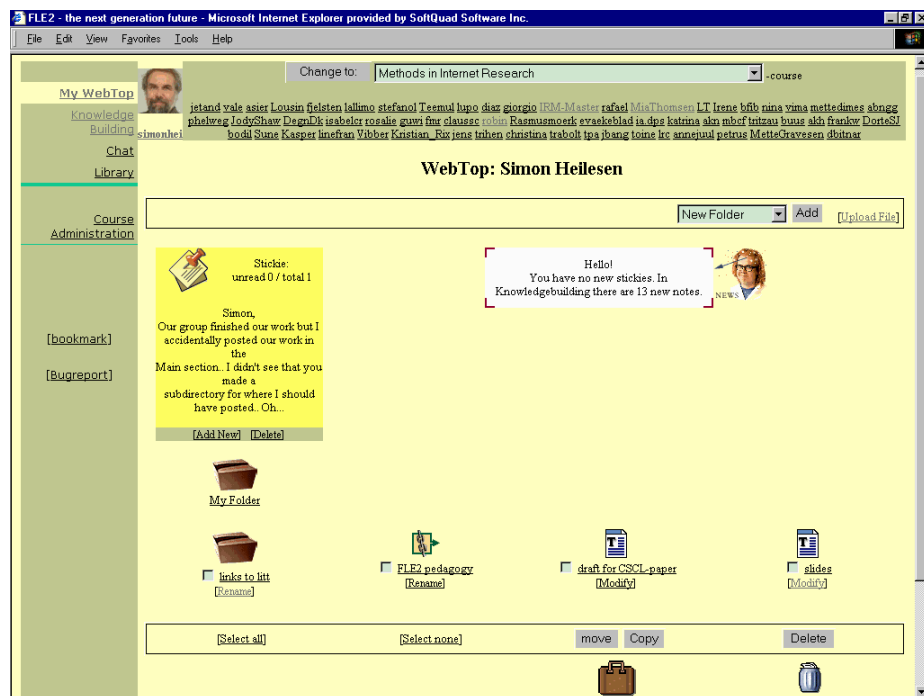 FLE2 - the next generation future - Microsoft Internet Explorer provided by SoftQuad Software Inc.
File Edit View Favorites Tools Help
Change to: Methods in Internet Research -course
My WebTop
Knowledge
Building
Chat
Library
Course
Administration
[bookmark]
[Bugreport]
simonhei
jetand vale asier Lousin fjelsten lallimo stefanol Teemul lupo diaz giorgio IRM-Master rafael MiaThomsen LT Irene bfib nina vima mettedimes abngg
phelweg JodyShaw DegnDk isabelcr rosalie guwi fmr claussc robin Rasmusmoerk evaekeblad ia.dps katrina akn mbcf tritzau buus akh frankw DorteSJ
bodil Sune Kasper linefran Vibber Kristian_Rix jens trihen christina trabolt tpa jbang toine lrc annejuul petrus MetteGravesen dbitnar
WebTop: Simon Heilesen
New Folder Add [Upload File]
Stickie:
unread 0 / total 1
Simon,
Our group finished our work but I
accidentally posted our work in
the
Main section.. I didn't see that you
made a
subdirectory for where I should
have posted.. Oh...
[Add New] [Delete]
Hello!
You have no new stickies. In
Knowledgebuilding there are 13 new notes.
NEWS
My Folder
links to litt
[Rename]
FLE2 pedagogy
[Rename]
draft for CSCL-paper
[Modify]
slides
[Modify]
[Select all] [Select none] move Copy Delete